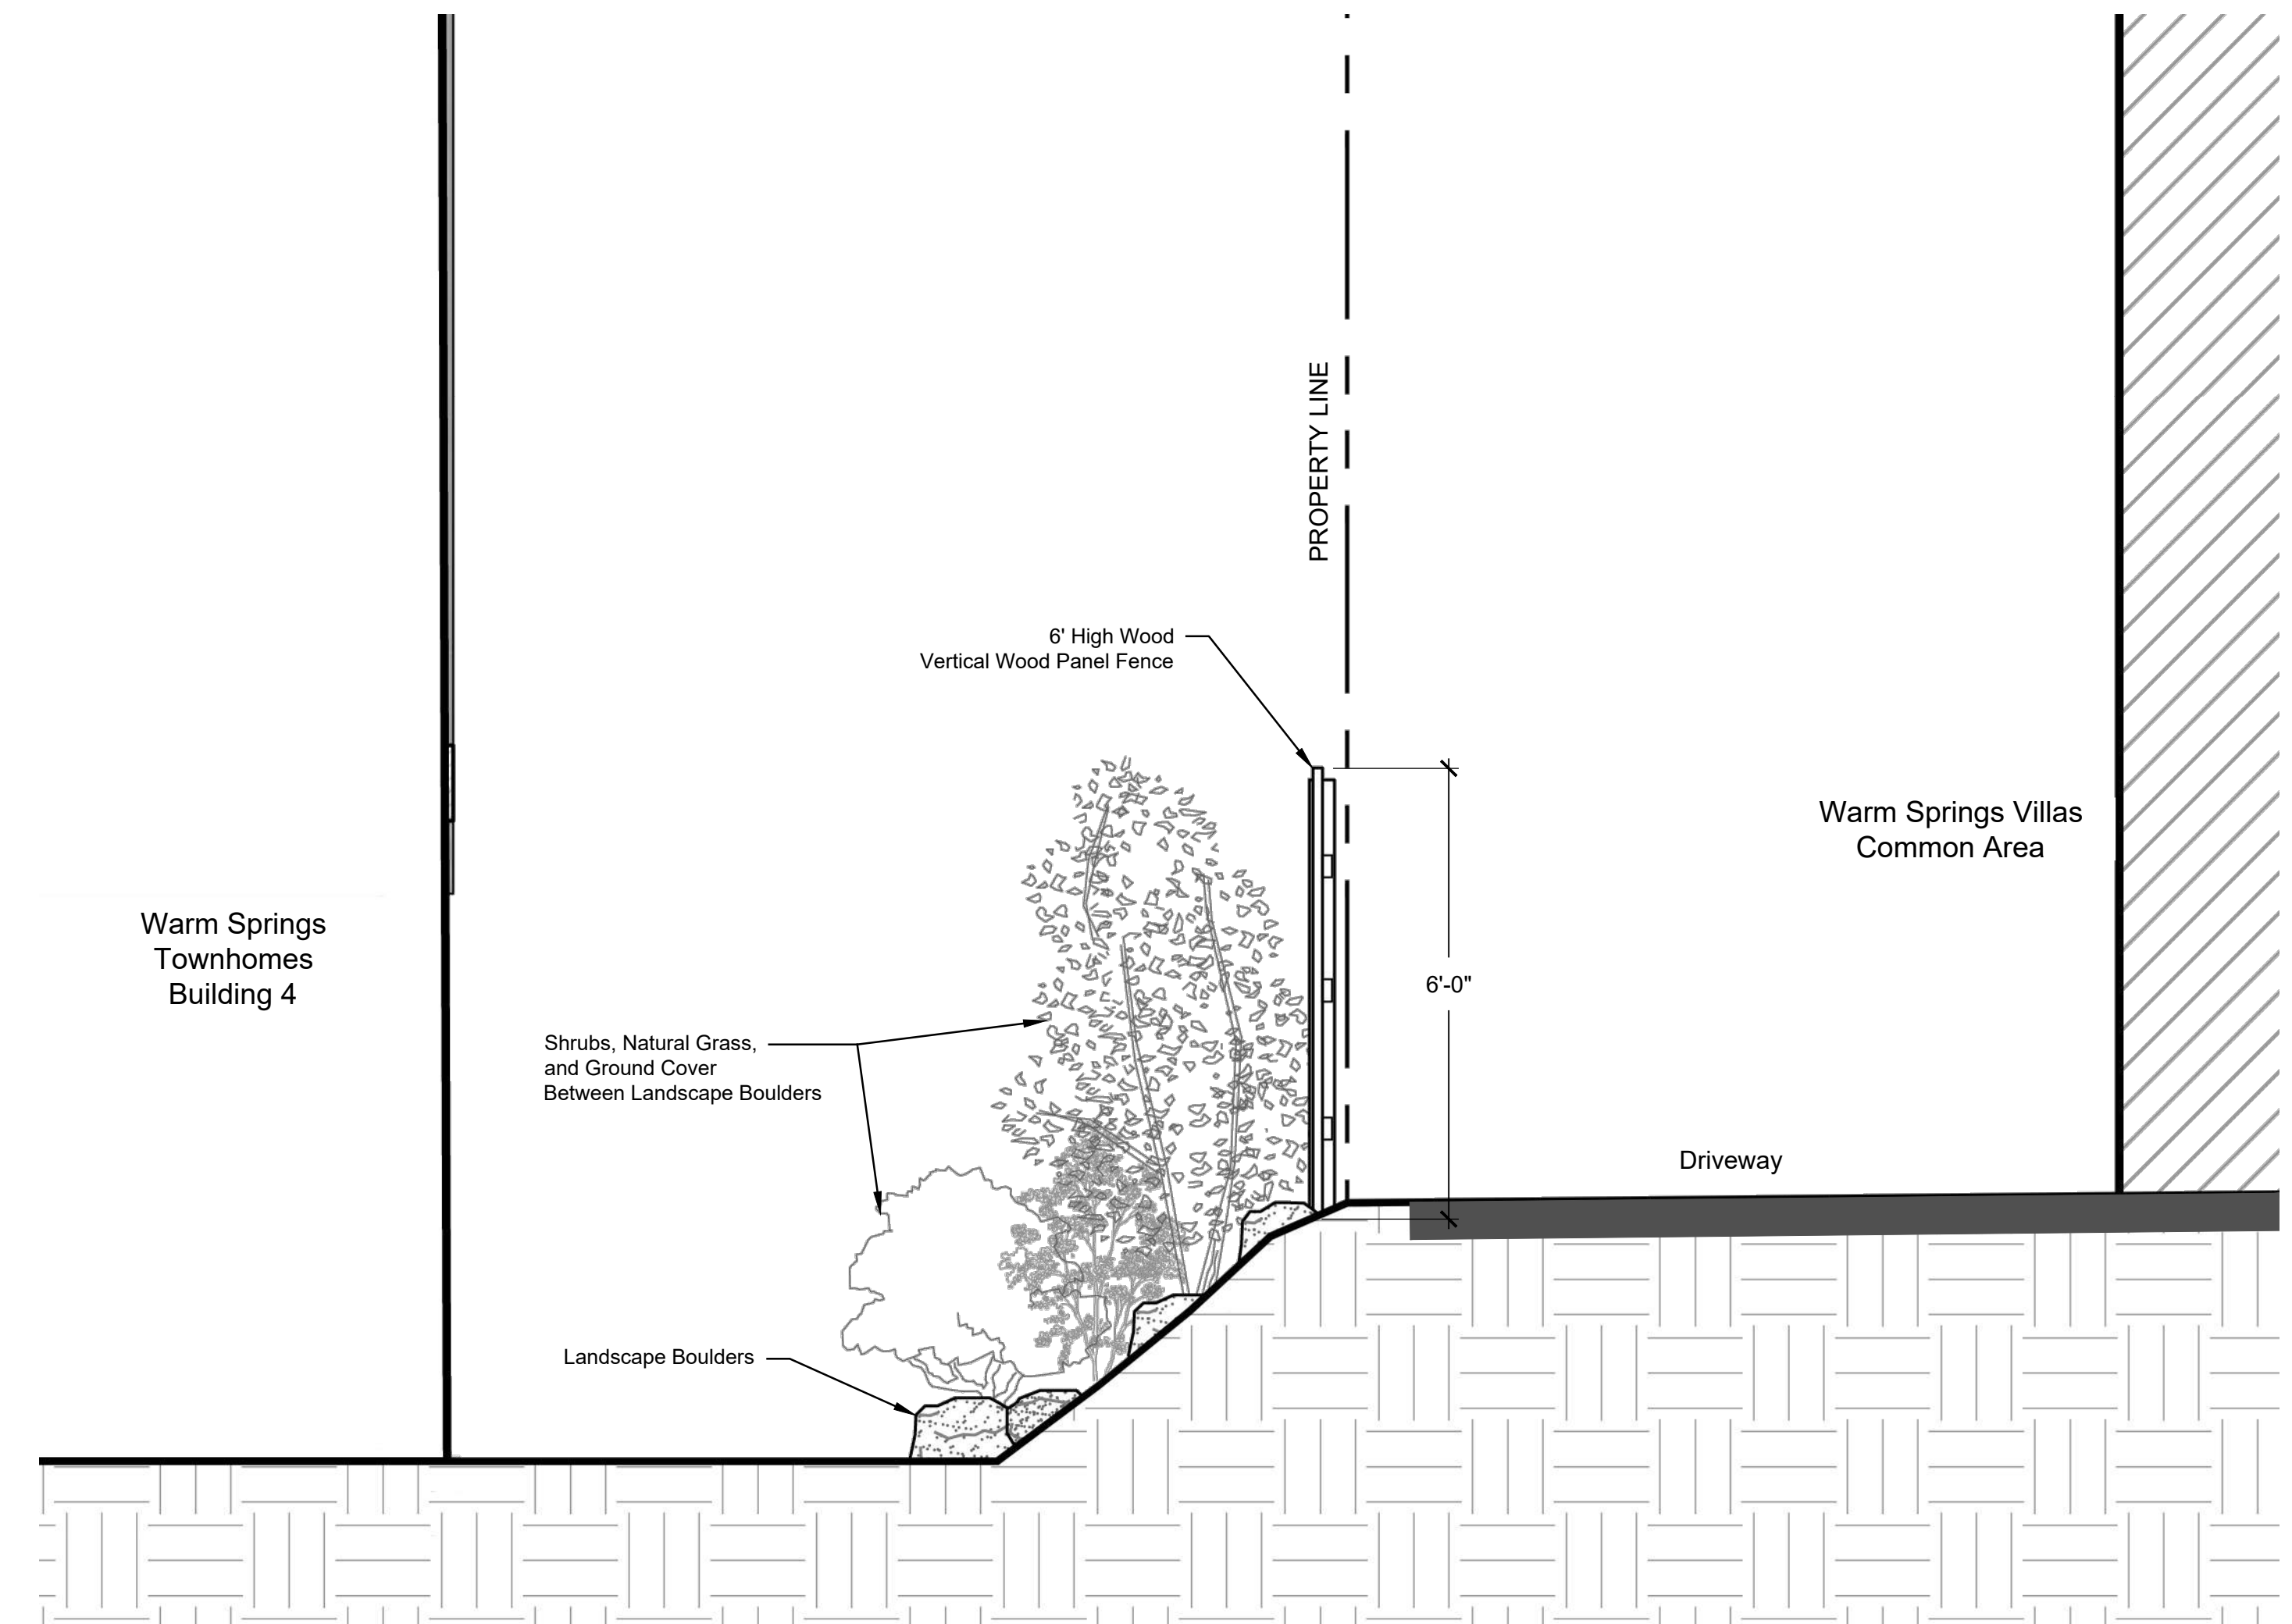 PROPERTY LINE
6' High Wood
Vertical Wood Panel Fence
Warm Springs Villas
Common Area
Warm Springs
Townhomes
Building 4
6'-0"
Shrubs, Natural Grass,
and Ground Cover
Between Landscape Boulders
Driveway
Landscape Boulders